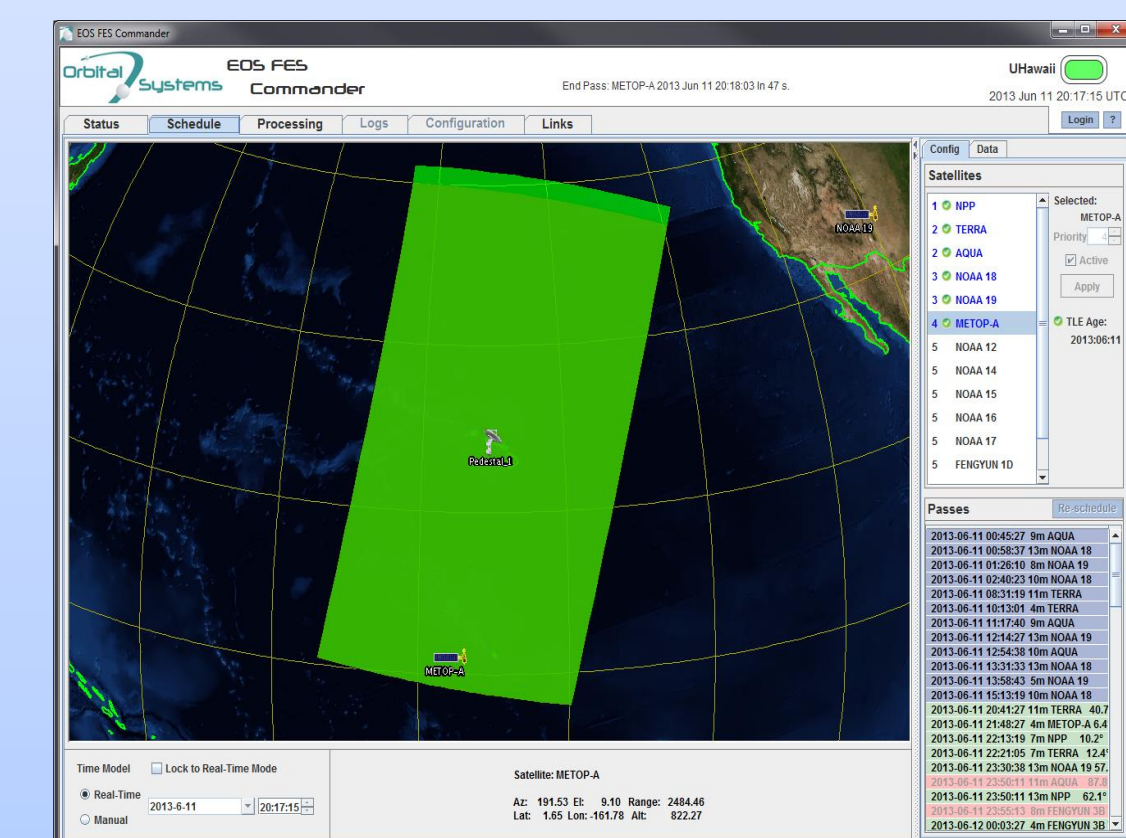 EOS FES Commander
Orbital Systems
EOS FES
Commander
End Pass: METOP-A 2013 Jun 11 20:18:03 In 47 s.
UHawaii
2013 Jun 11 20:17:15 UTC
Status Schedule Processing Logs Configuration Links
Login ?
NOAA 19
Pedestal_1
METOP-A
Config Data
Satellites
1 NPP
2 TERRA
2 AQUA
3 NOAA 18
3 NOAA 19
4 METOP-A
5 NOAA 12
5 NOAA 14
5 NOAA 15
5 NOAA 16
5 NOAA 17
5 FENGYUN 1D
Selected:
METOP-A
Priority 4
Active
Apply
TLE Age:
2013:06:11
Passes
Re-schedule
2013-06-11 00:45:27 9m AQUA
2013-06-11 00:58:37 13m NOAA 18
2013-06-11 01:26:10 8m NOAA 19
2013-06-11 02:40:23 10m NOAA 18
2013-06-11 08:31:19 11m TERRA
2013-06-11 10:13:01 4m TERRA
2013-06-11 11:17:40 9m AQUA
2013-06-11 12:14:27 13m NOAA 19
2013-06-11 12:54:38 10m AQUA
2013-06-11 13:31:33 13m NOAA 18
2013-06-11 13:58:43 5m NOAA 19
2013-06-11 15:13:19 10m NOAA 18
2013-06-11 20:41:27 11m TERRA 40.7
2013-06-11 21:48:27 4m METOP-A 6.4
2013-06-11 22:13:19 7m NPP 10.2°
2013-06-11 22:21:05 7m TERRA 12.4°
2013-06-11 23:30:38 13m NOAA 19 57.
2013-06-11 23:50:11 11m AQUA 87.8
2013-06-11 23:50:11 13m NPP 62.1°
2013-06-11 23:55:13 8m FENGYUN 3B
2013-06-12 00:03:27 4m FENGYUN 3B
Time Model Lock to Real-Time Mode
Real-Time
2013-6-11 20:17:15
Manual
Satellite: METOP-A
Az: 191.53 El: 9.10 Range: 2484.46
Lat: 1.65 Lon: -161.78 Alt: 822.27